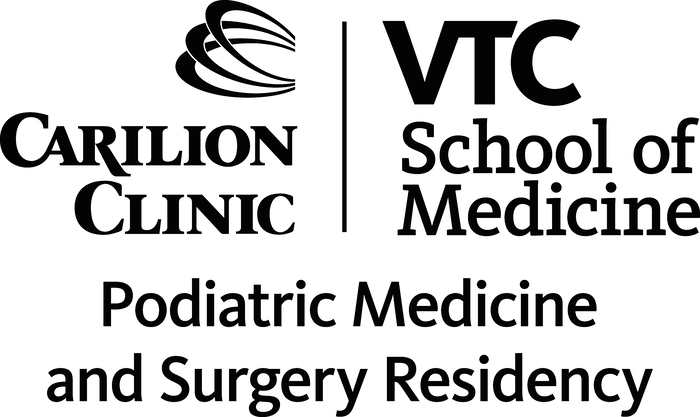 CARILION
CLINIC
VTC
School of
Medicine
Podiatric Medicine
and Surgery Residency